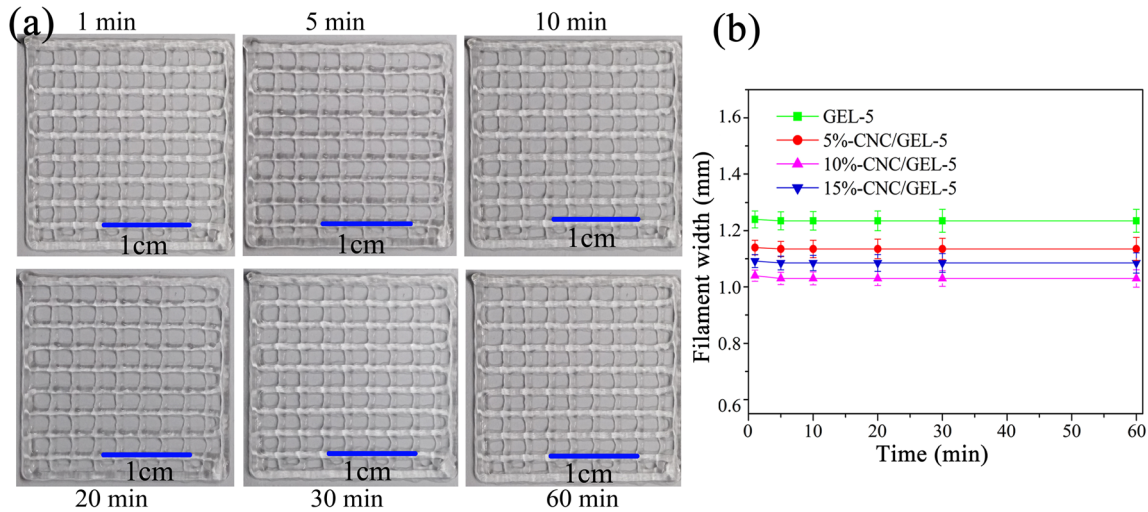 (a)
1 min
5 min
10 min
1cm
1cm
1cm
1cm
1cm
1cm
20 min
30 min
60 min
(b)
GEL-5
5%-CNC/GEL-5
10%-CNC/GEL-5
15%-CNC/GEL-5
1.6
1.4
1.2
1.0
0.8
0.6
Filament width (mm)
0
10
20
30
40
50
60
Time (min)